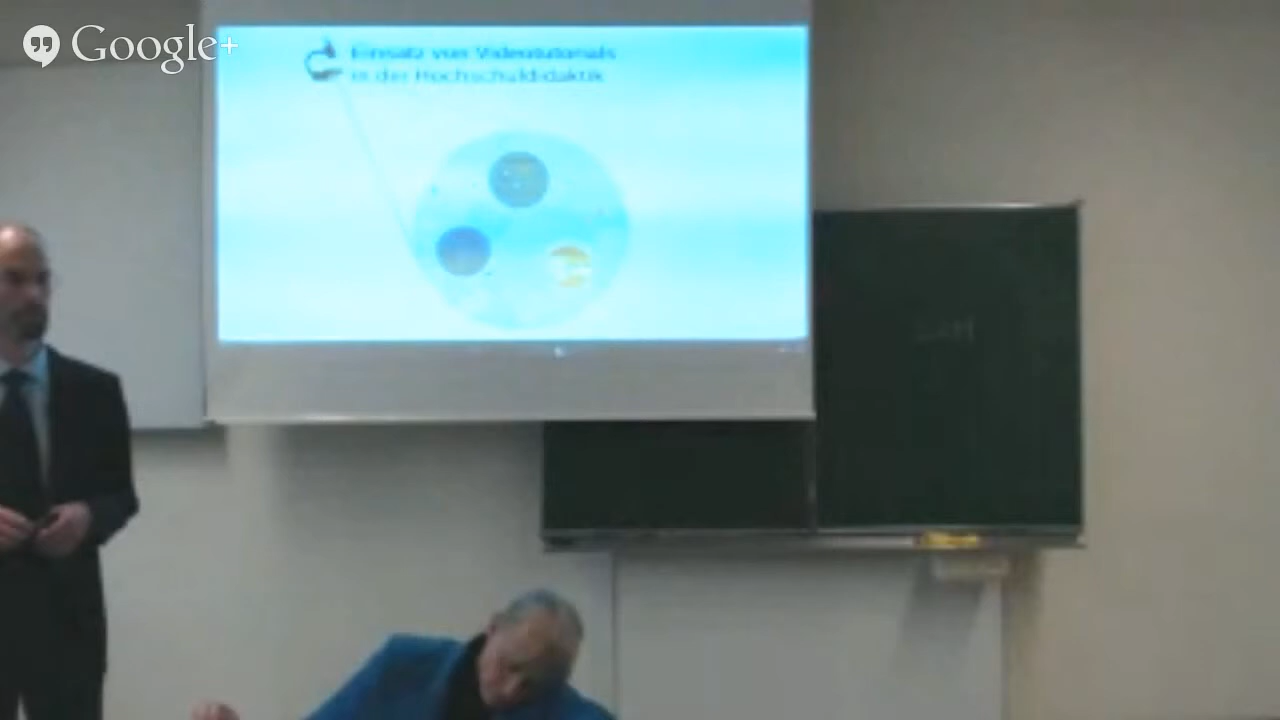 Google+
Einsatz von Videotutorials
in der Hochschuldidaktik